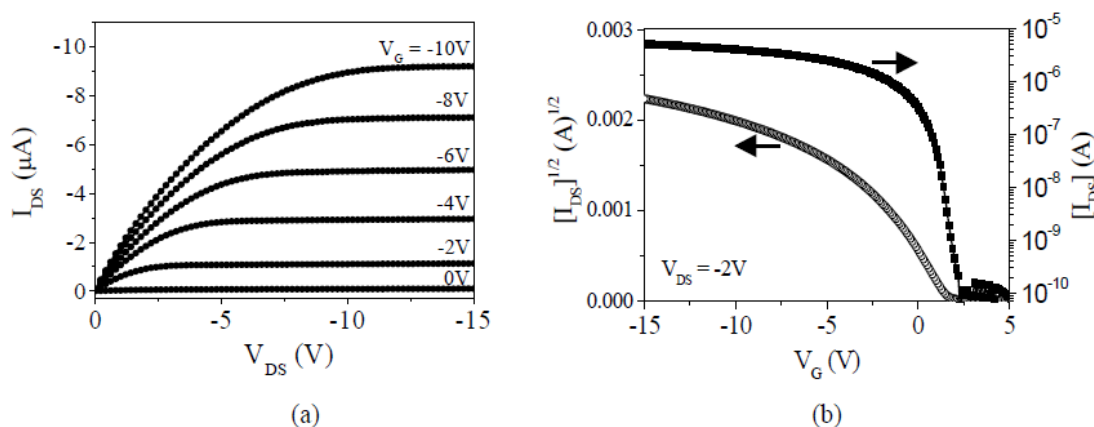 -10
-8
-6
-4
-2
0
I_DS (μA)
V_G = -10V
-8V
-6V
-4V
-2V
0V
0
-5
-10
-15
V_DS (V)
(a)
0.003
0.002
0.001
0.000
[I_DS]^1/2 (A)^1/2
V_DS = -2V
10^-5
10^-6
10^-7
10^-8
10^-9
10^-10
[I_DS] (A)
-15
-10
-5
0
5
V_G (V)
(b)